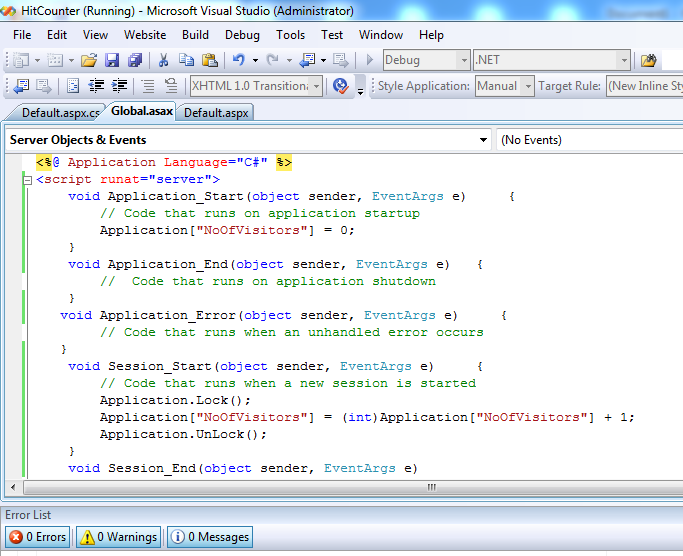 HitCounter (Running) - Microsoft Visual Studio (Administrator)
File Edit View Website Build Debug Tools Test Window Help
Debug .NET
XHTML 1.0 Transitiona Style Application: Manual Target Rule: (New Inline Sty
Default.aspx.cs Global.asax Default.aspx
Server Objects & Events (No Events)
<%@ Application Language="C#" %>
<script runat="server">
void Application_Start(object sender, EventArgs e) {
// Code that runs on application startup
Application["NoOfVisitors"] = 0;
}
void Application_End(object sender, EventArgs e) {
// Code that runs on application shutdown
}
void Application_Error(object sender, EventArgs e) {
// Code that runs when an unhandled error occurs
}
void Session_Start(object sender, EventArgs e) {
// Code that runs when a new session is started
Application.Lock();
Application["NoOfVisitors"] = (int)Application["NoOfVisitors"] + 1;
Application.UnLock();
}
void Session_End(object sender, EventArgs e)
Error List
0 Errors 0 Warnings 0 Messages